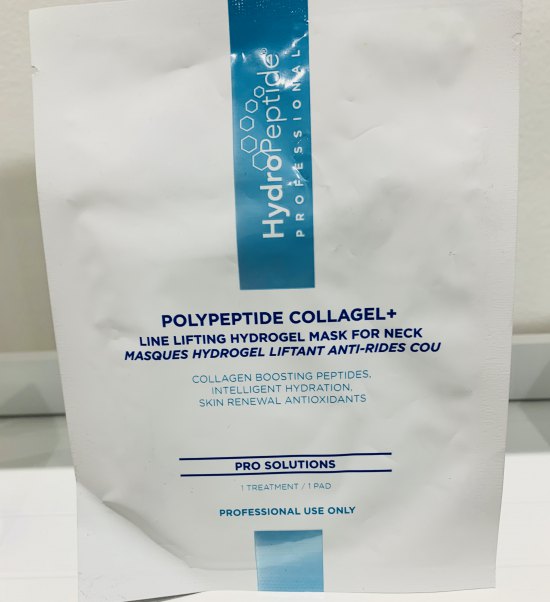 HydroPeptide®
PROFESSIONAL
POLYPEPTIDE COLLAGEL+
LINE LIFTING HYDROGEL MASK FOR NECK
MASQUES HYDROGEL LIFTANT ANTI-RIDES COU
COLLAGEN BOOSTING PEPTIDES,
INTELLIGENT HYDRATION,
SKIN RENEWAL ANTIOXIDANTS
PRO SOLUTIONS
1 TREATMENT / 1 PAD
PROFESSIONAL USE ONLY